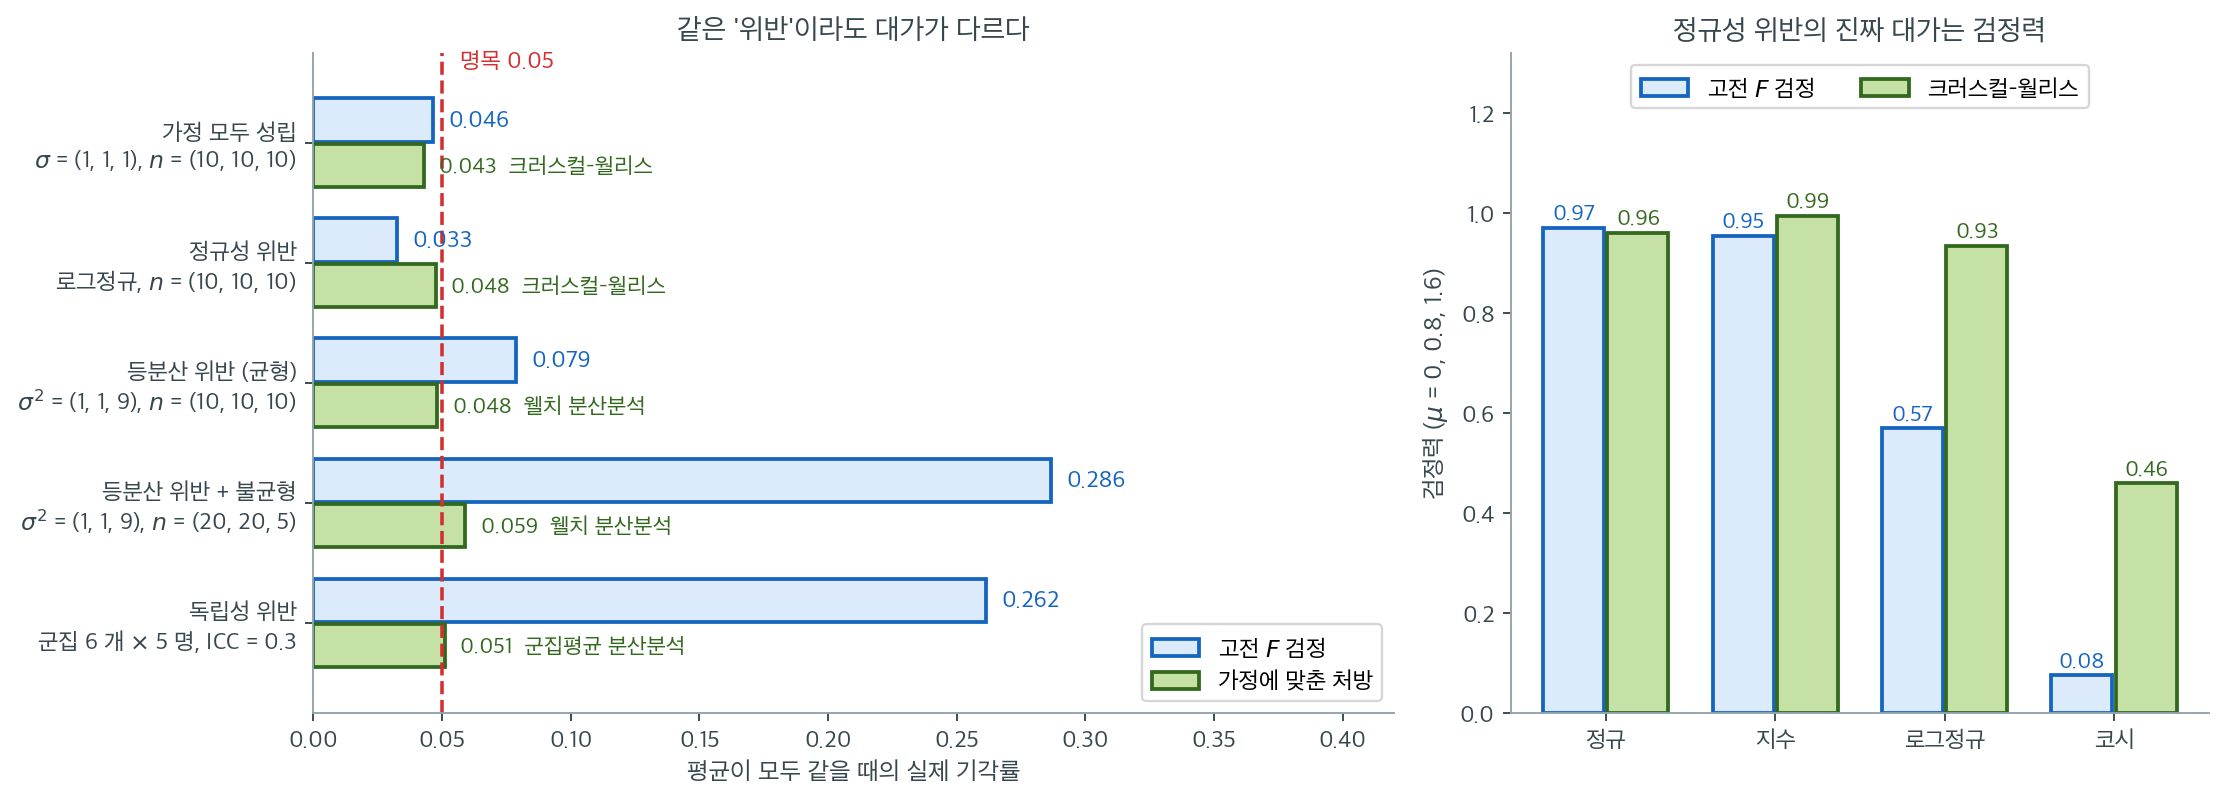 같은 '위반'이라도 대가가 다르다
명목 0.05
가정 모두 성립
σ = (1, 1, 1), n = (10, 10, 10)
0.046
0.043 크러스컬-월리스
정규성 위반
로그정규, n = (10, 10, 10)
0.033
0.048 크러스컬-월리스
등분산 위반 (균형)
σ² = (1, 1, 9), n = (10, 10, 10)
0.079
0.048 웰치 분산분석
등분산 위반 + 불균형
σ² = (1, 1, 9), n = (20, 20, 5)
0.286
0.059 웰치 분산분석
독립성 위반
군집 6 개 × 5 명, ICC = 0.3
0.262
0.051 군집평균 분산분석
고전 F 검정
가정에 맞춘 처방
0.00 0.05 0.10 0.15 0.20 0.25 0.30 0.35 0.40
평균이 모두 같을 때의 실제 기각률
정규성 위반의 진짜 대가는 검정력
고전 F 검정 크러스컬-월리스
검정력 (μ = 0, 0.8, 1.6)
1.2
1.0
0.8
0.6
0.4
0.2
0.0
0.97 0.96 0.95 0.99 0.57 0.93 0.08 0.46
정규 지수 로그정규 코시